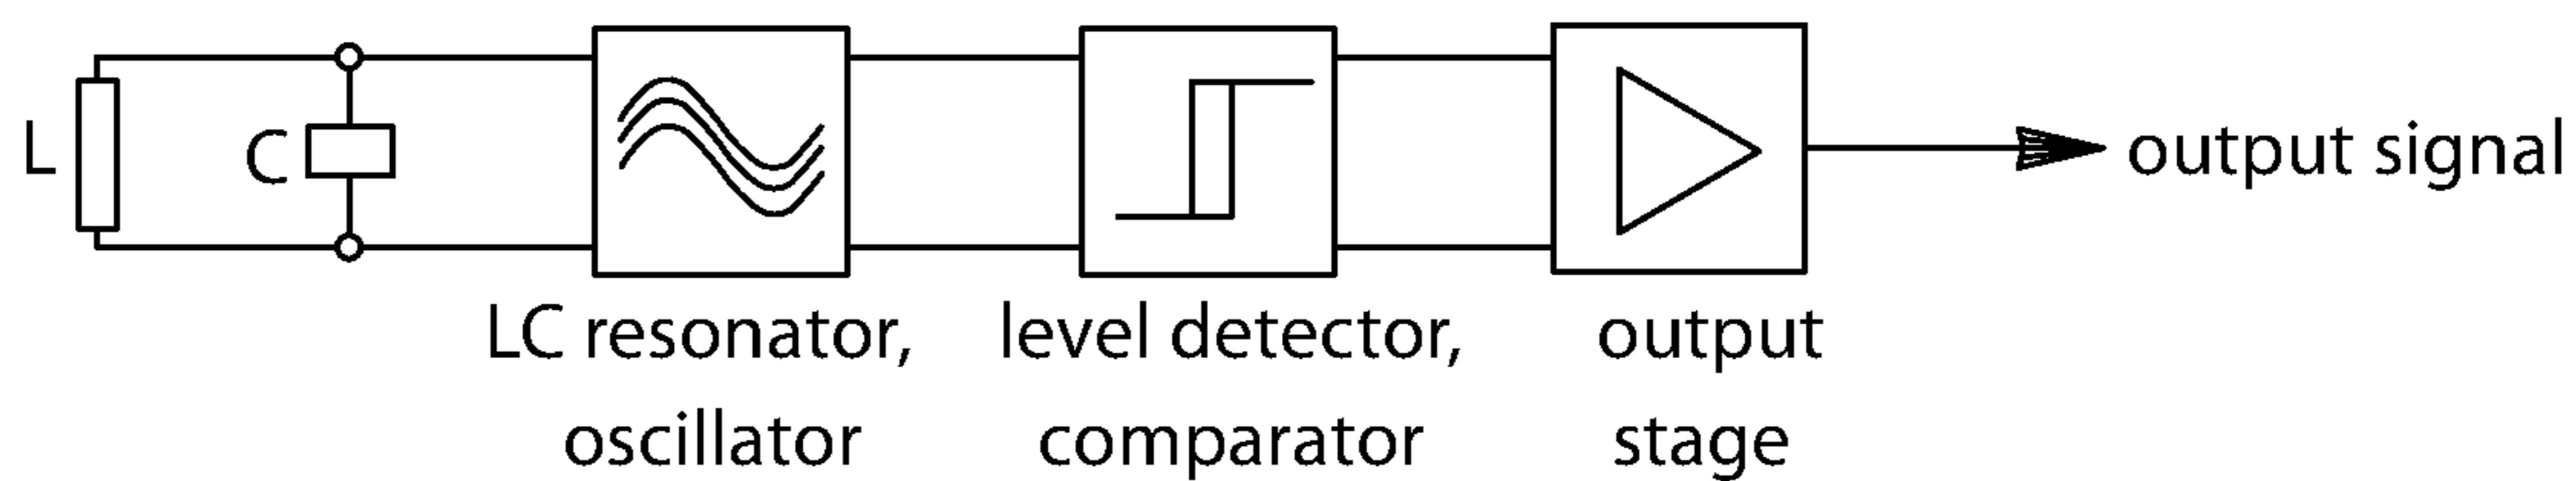 L
C
output signal
LC resonator,
oscillator
level detector,
comparator
output
stage